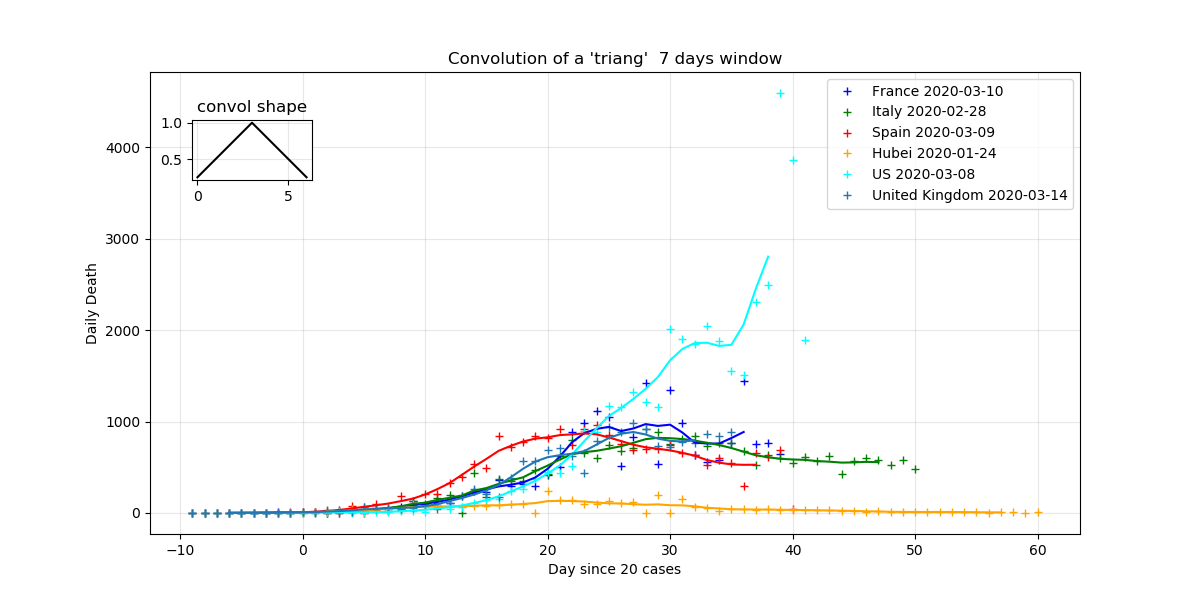 Convolution of a 'triang'  7 days window
convol shape
1.0
0.5
0 5
France 2020-03-10
Italy 2020-02-28
Spain 2020-03-09
Hubei 2020-01-24
US 2020-03-08
United Kingdom 2020-03-14
Daily Death
4000
3000
2000
1000
0
−10 0 10 20 30 40 50 60
Day since 20 cases